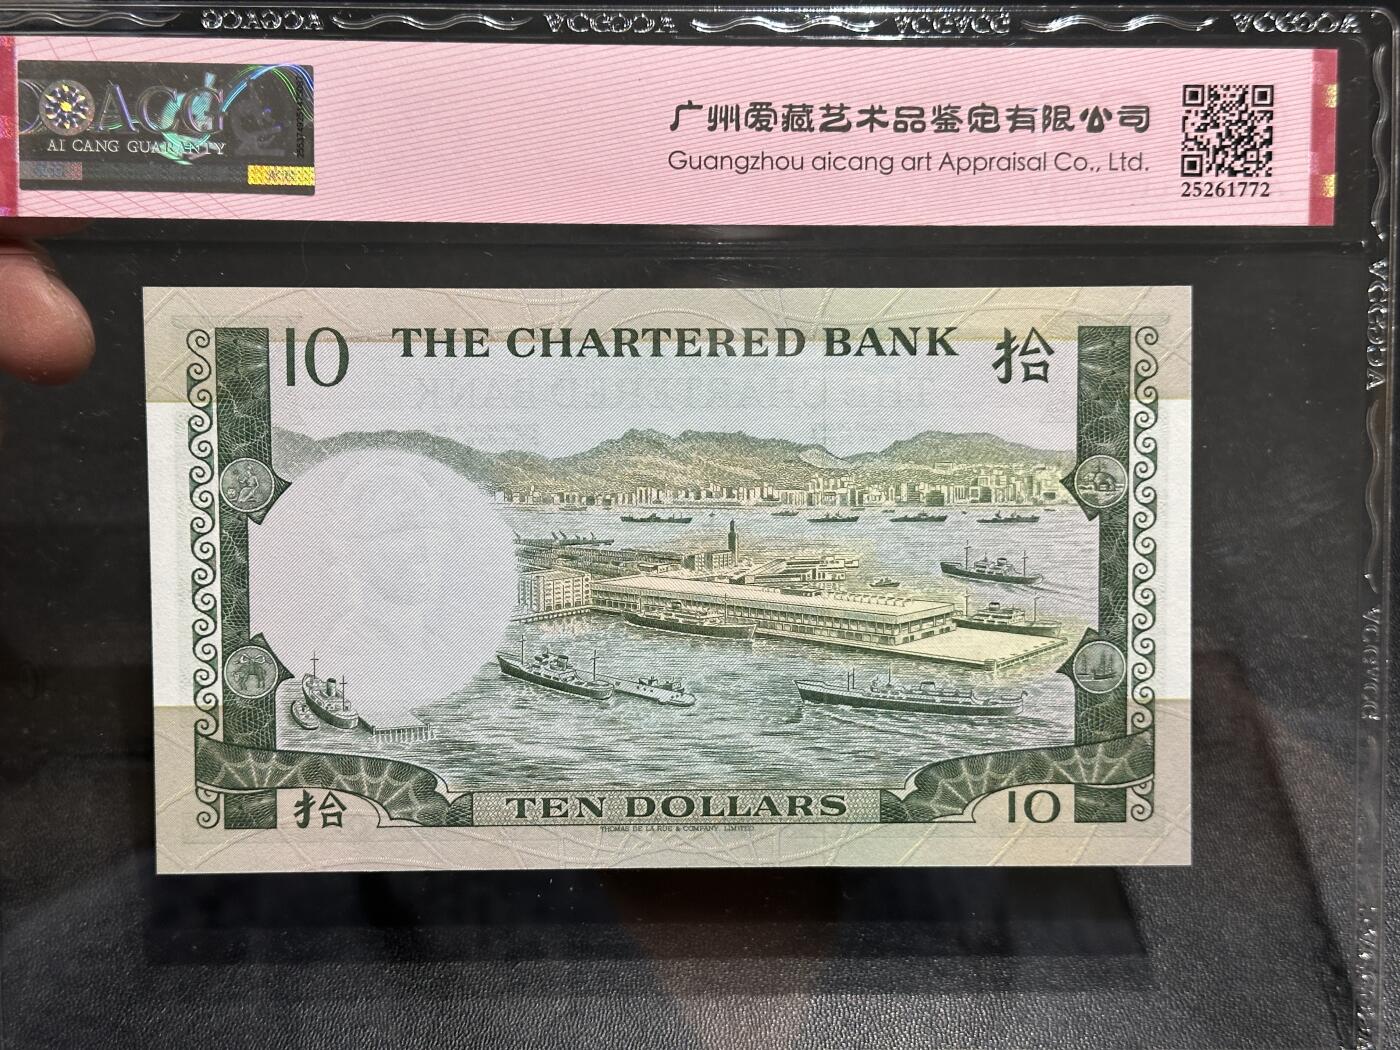 ACG
AI CANG GUARANTY
广州爱藏艺术品鉴定有限公司
Guangzhou aicang art Appraisal Co., Ltd.
25261772
10 THE CHARTERED BANK 拾
拾 TEN DOLLARS 10
THOMAS DE LA RUE & COMPANY, LIMITED